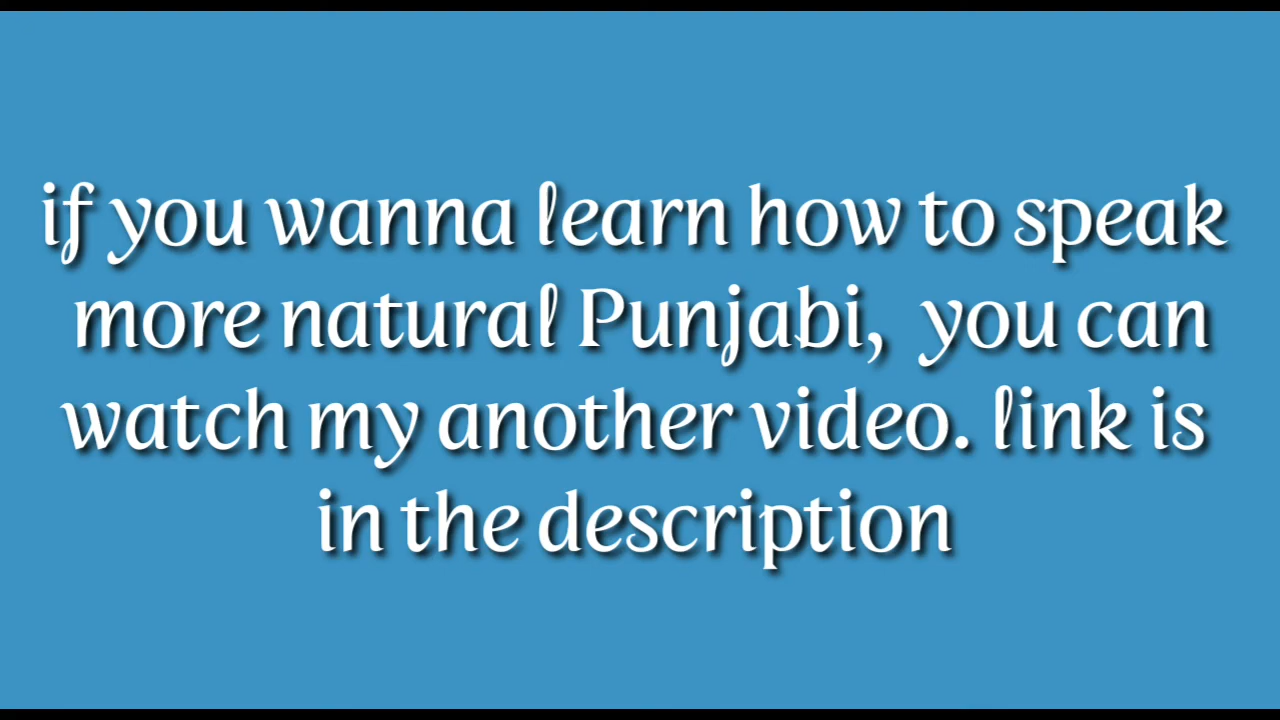 if you wanna learn how to speak
more natural Punjabi, you can
watch my another video. link is
in the description